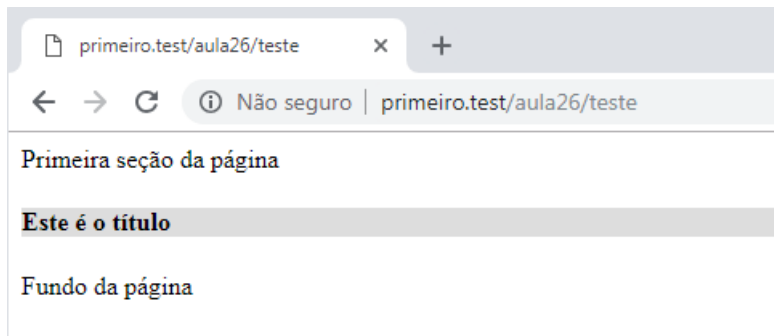 primeiro.test/aula26/teste
Não seguro | primeiro.test/aula26/teste
Primeira seção da página
Este é o título
Fundo da página